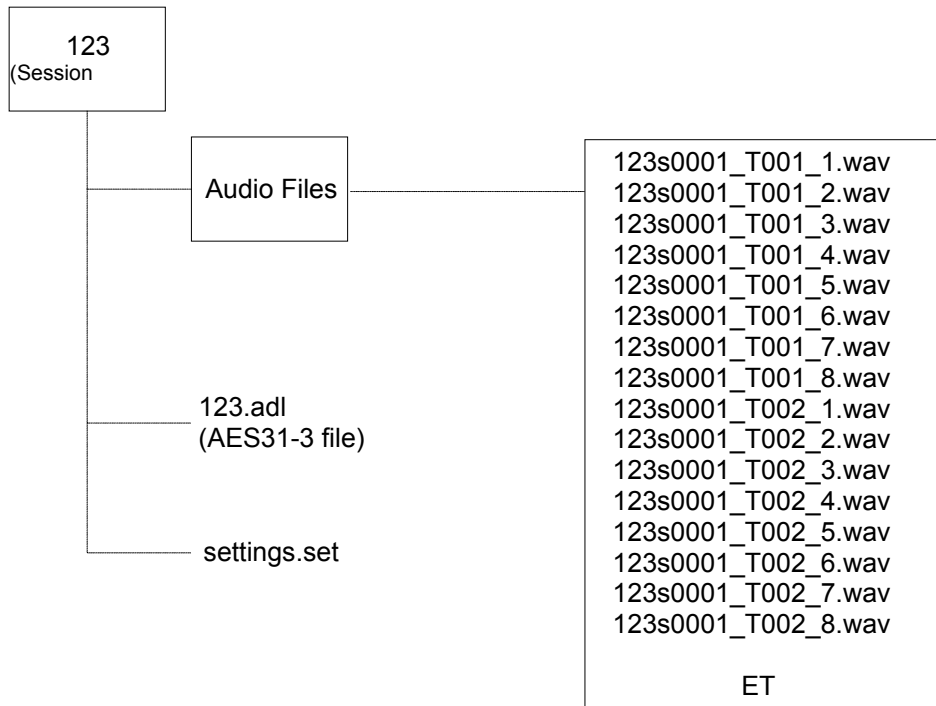 123
(Session
Audio Files
123s0001_T001_1.wav
123s0001_T001_2.wav
123s0001_T001_3.wav
123s0001_T001_4.wav
123s0001_T001_5.wav
123s0001_T001_6.wav
123s0001_T001_7.wav
123s0001_T001_8.wav
123s0001_T002_1.wav
123s0001_T002_2.wav
123s0001_T002_3.wav
123s0001_T002_4.wav
123s0001_T002_5.wav
123s0001_T002_6.wav
123s0001_T002_7.wav
123s0001_T002_8.wav
ET
123.adl
(AES31-3 file)
settings.set